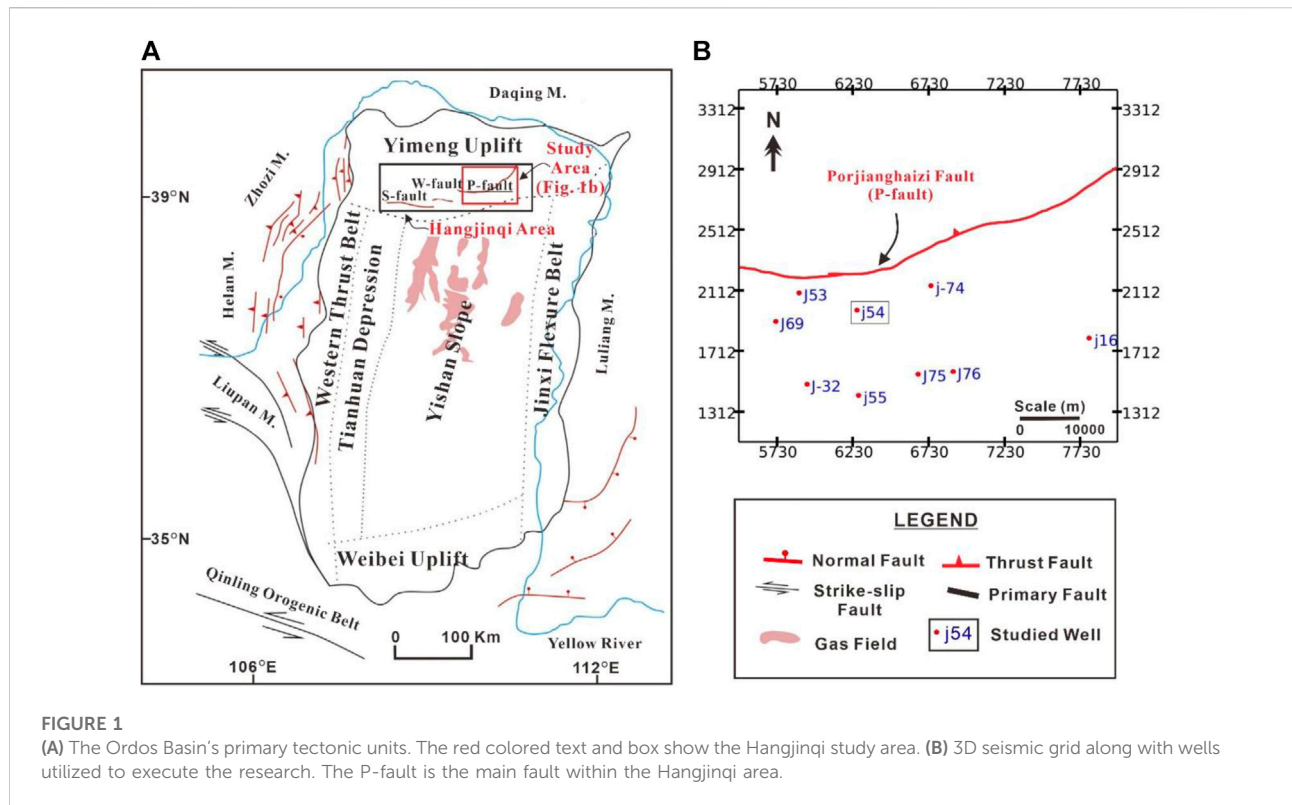 A
B
Daqing M.
Yimeng Uplift
Study
Area
(Fig. 1b)
W-fault
P-fault
S-fault
Hangjinqi Area
Zhozi M.
Helan M.
Liupan M.
39°N
35°N
Western Thrust Belt
Tianhuan Depression
Yishan Slope
Jinxi Flexure Belt
Luliang M.
Weibei Uplift
Qinling Orogenic Belt
0 100 Km
Yellow River
106°E 112°E
5730 6230 6730 7230 7730
3312 3312
N
2912 2912
Porjianghaizi Fault
(P-fault)
2512 2512
2112 2112
J53
j-74
j54
J69
j16
1712 1712
J75
J76
J-32
j55
1312 1312
Scale (m)
0 10000
5730 6230 6730 7230 7730
LEGEND
Normal Fault
Thrust Fault
Strike-slip
Fault
Primary Fault
Gas Field
j54
Studied Well
FIGURE 1
(A) The Ordos Basin's primary tectonic units. The red colored text and box show the Hangjinqi study area. (B) 3D seismic grid along with wells
utilized to execute the research. The P-fault is the main fault within the Hangjinqi area.